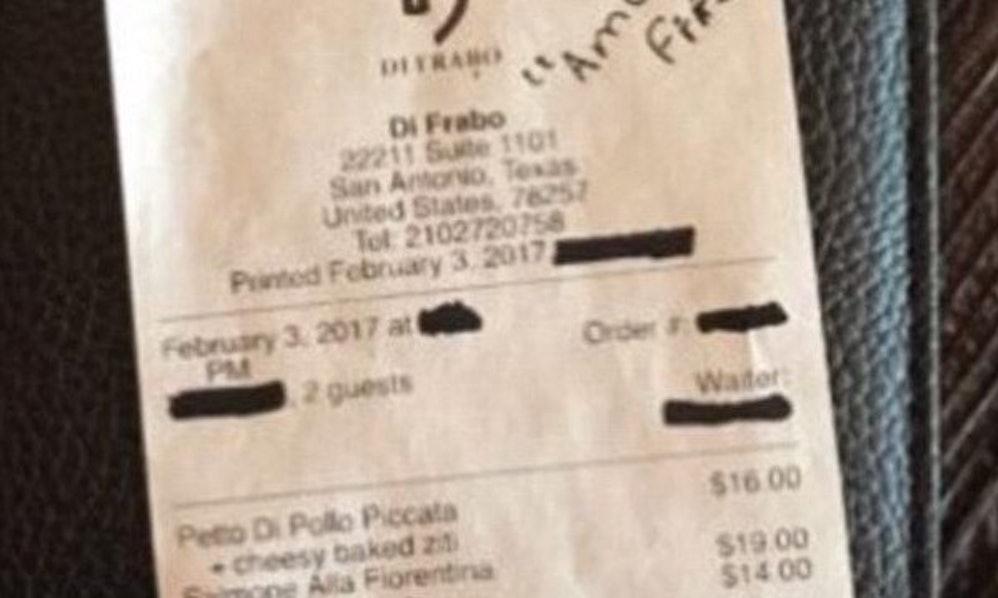 DI FRABO
"Ame
Di Frabo
22211 Suite 1101
San Antonio, Texas
United States, 78257
Tel: 2102720758
Printed February 3, 2017
February 3, 2017 at
PM
Order #:
2 guests
Waiter:
$16.00
Petto Di Pollo Piccata
+ cheesy baked ziti
$19.00
Salmone Alla Fiorentina
$14.00